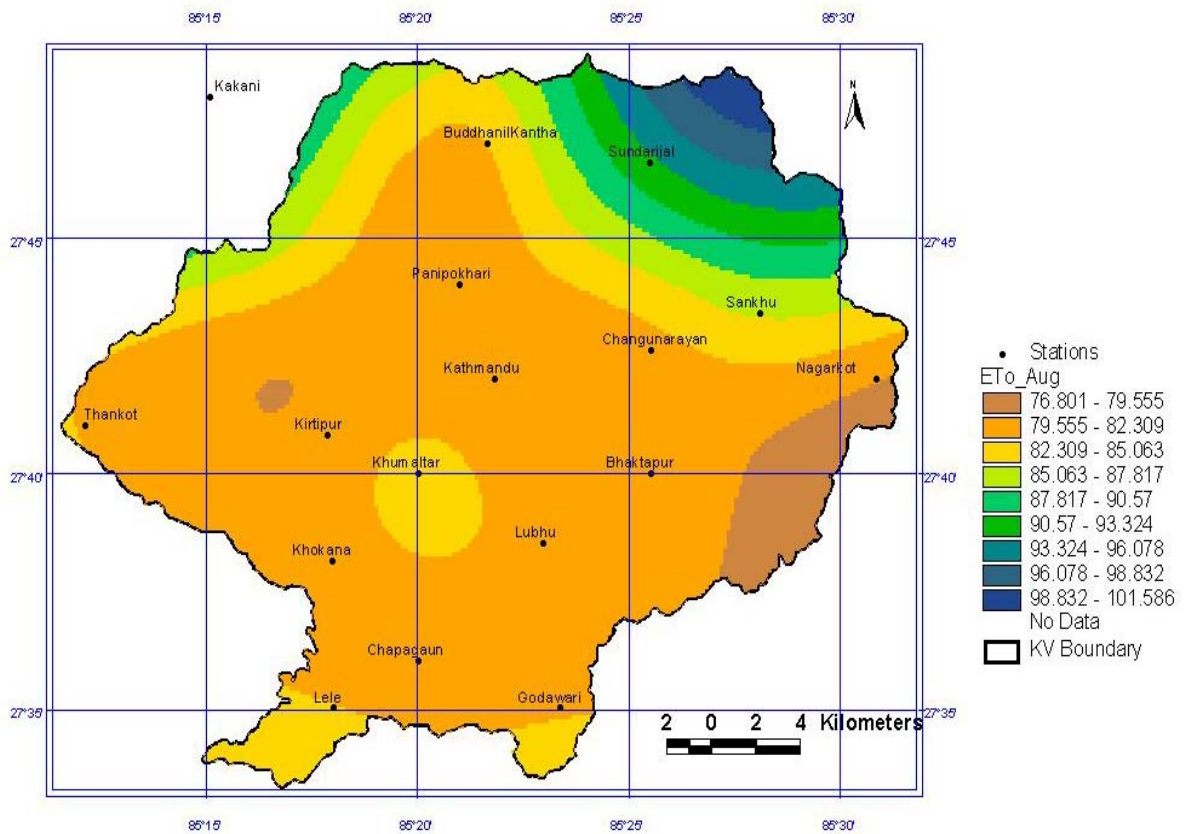 85°15' 85°20' 85°25' 85°30'
Kakani
N
BuddhanilKantha
Sundarijal
27°45' 27°45'
Panipokhari
Sankhu
Changunarayan
Kathmandu
Nagarkot
Thankot
Kirtipur
Khumaltar
Bhaktapur
27°40' 27°40'
Lubhu
Khokana
Chapagaun
Lele
Godawari
27°35' 27°35'
2 0 2 4 Kilometers
85°15' 85°20' 85°25' 85°30'
Stations
ETo_Aug
76.801 - 79.555
79.555 - 82.309
82.309 - 85.063
85.063 - 87.817
87.817 - 90.57
90.57 - 93.324
93.324 - 96.078
96.078 - 98.832
98.832 - 101.586
No Data
KV Boundary